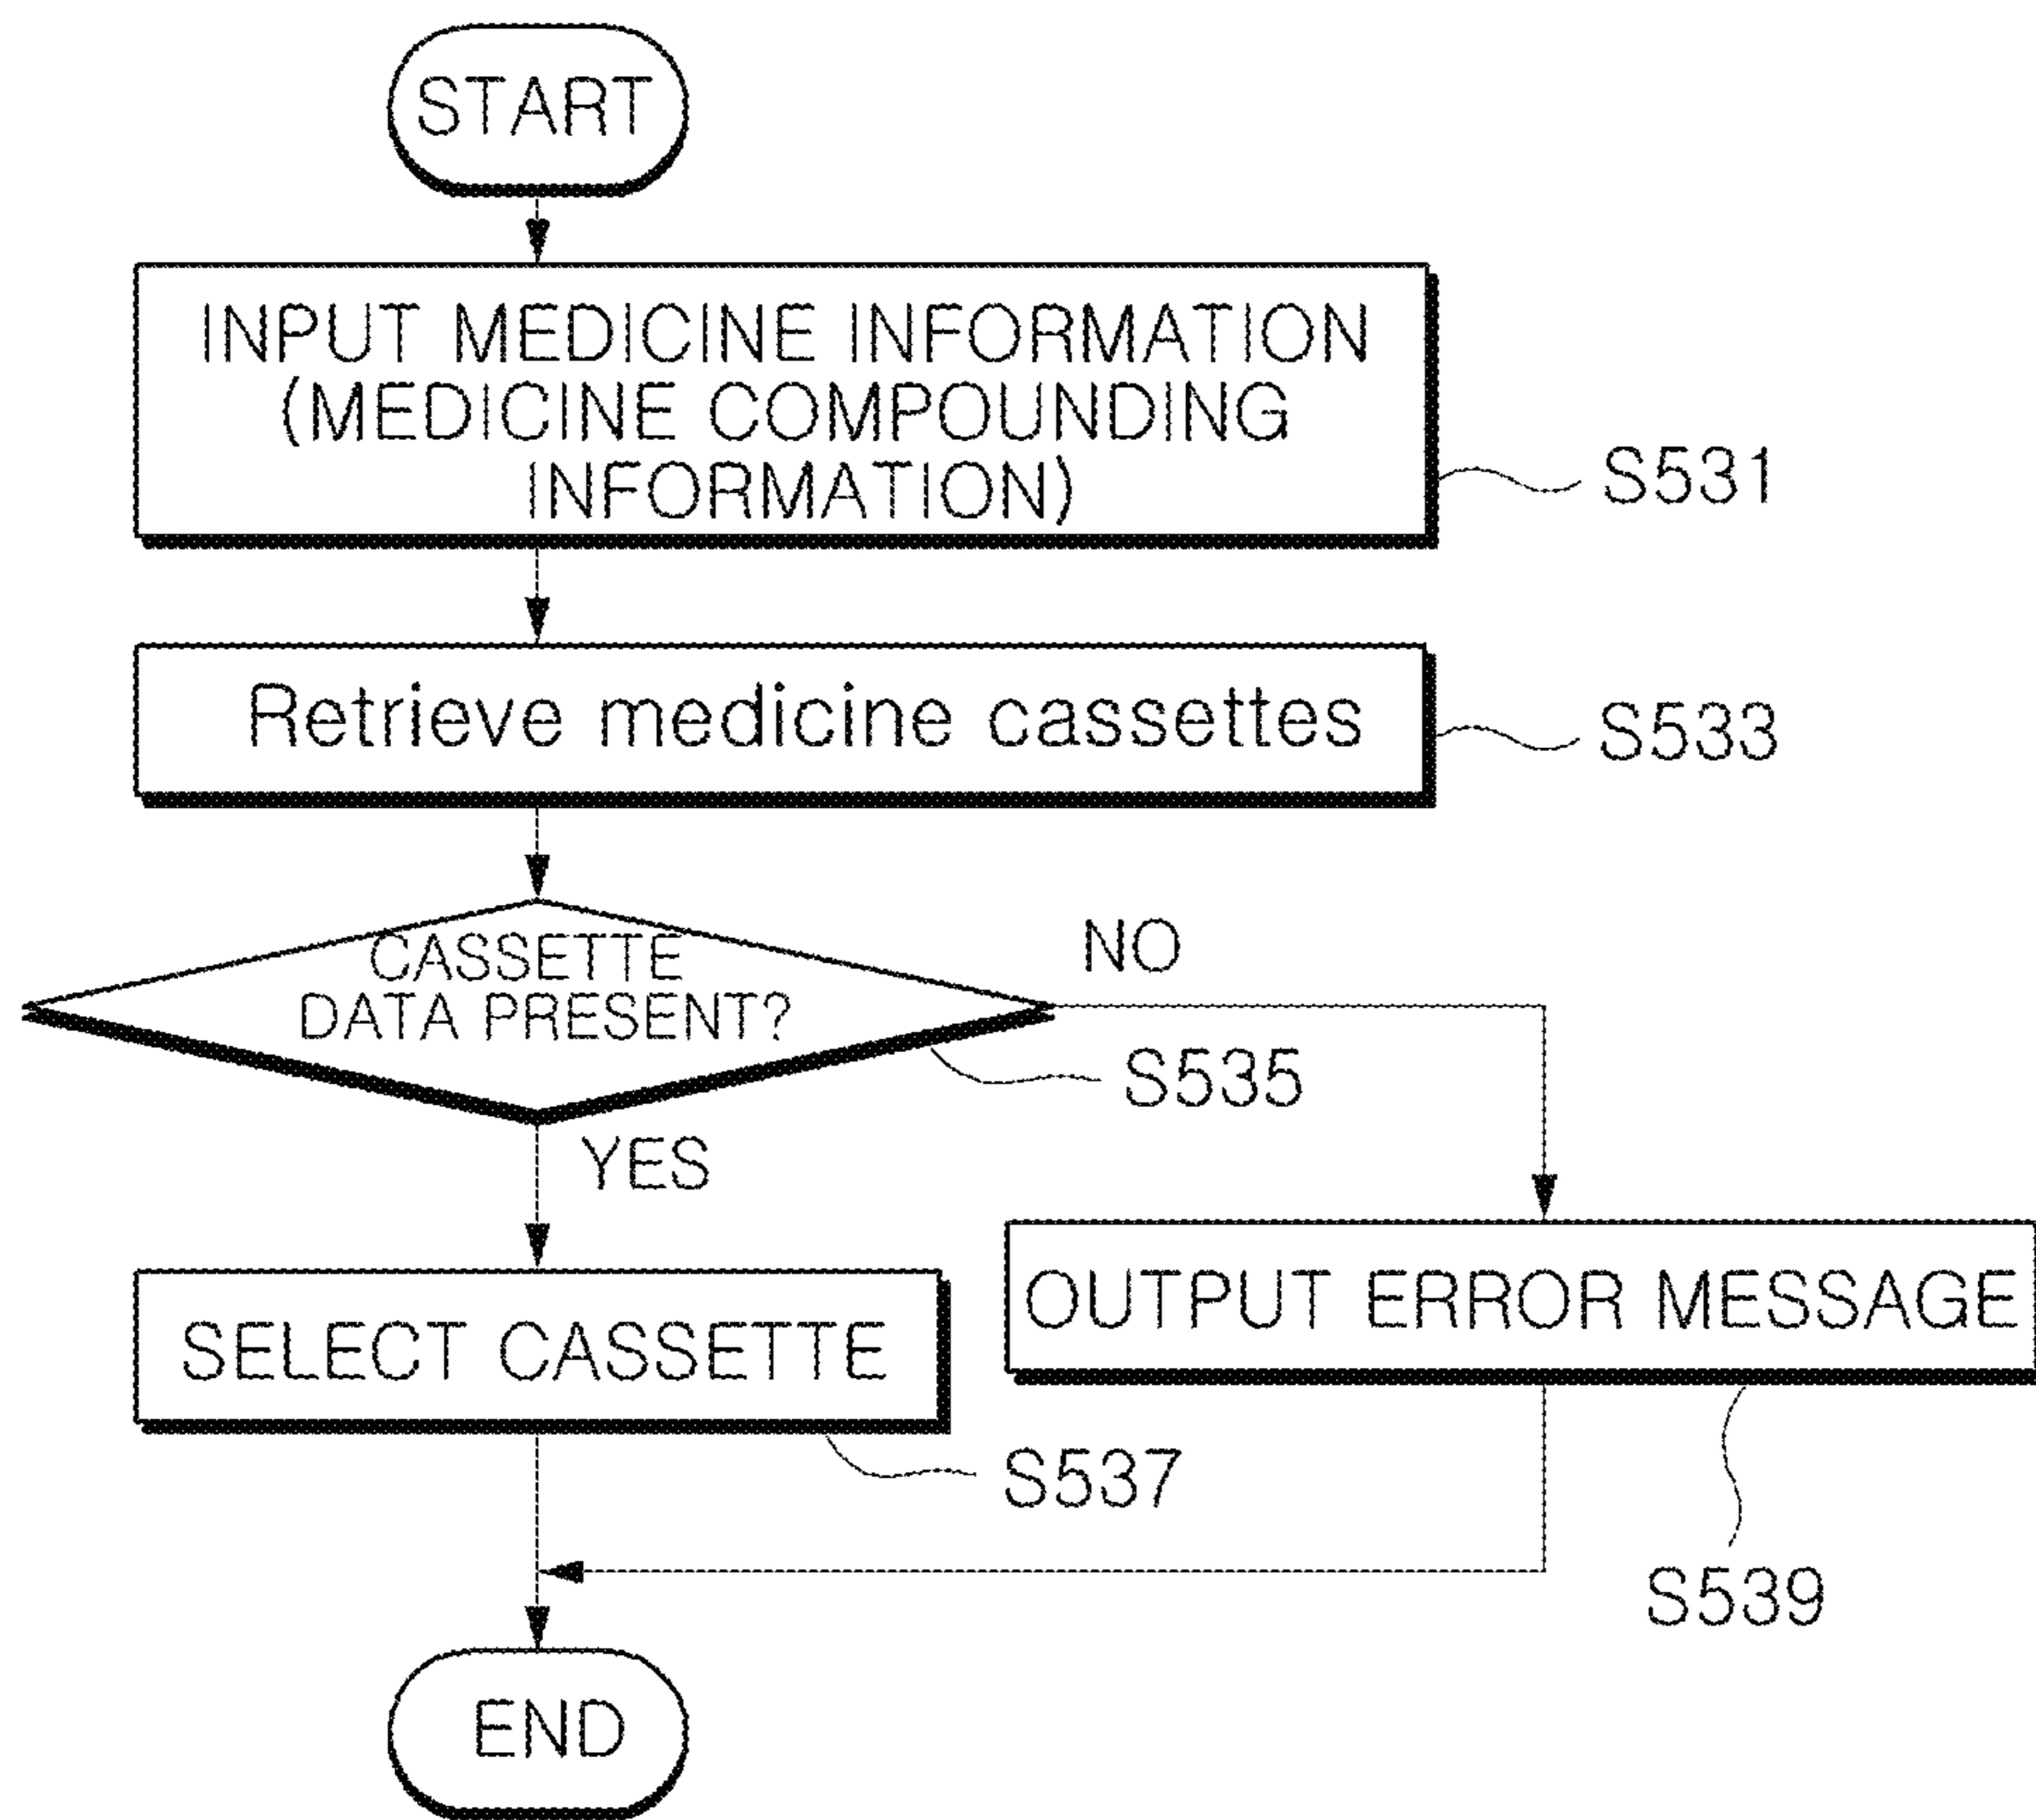 START
INPUT MEDICINE INFORMATION
(MEDICINE COMPOUNDING
INFORMATION)
S531
Retrieve medicine cassettes
S533
CASSETTE
DATA PRESENT?
NO
S535
YES
SELECT CASSETTE
S537
OUTPUT ERROR MESSAGE
S539
END